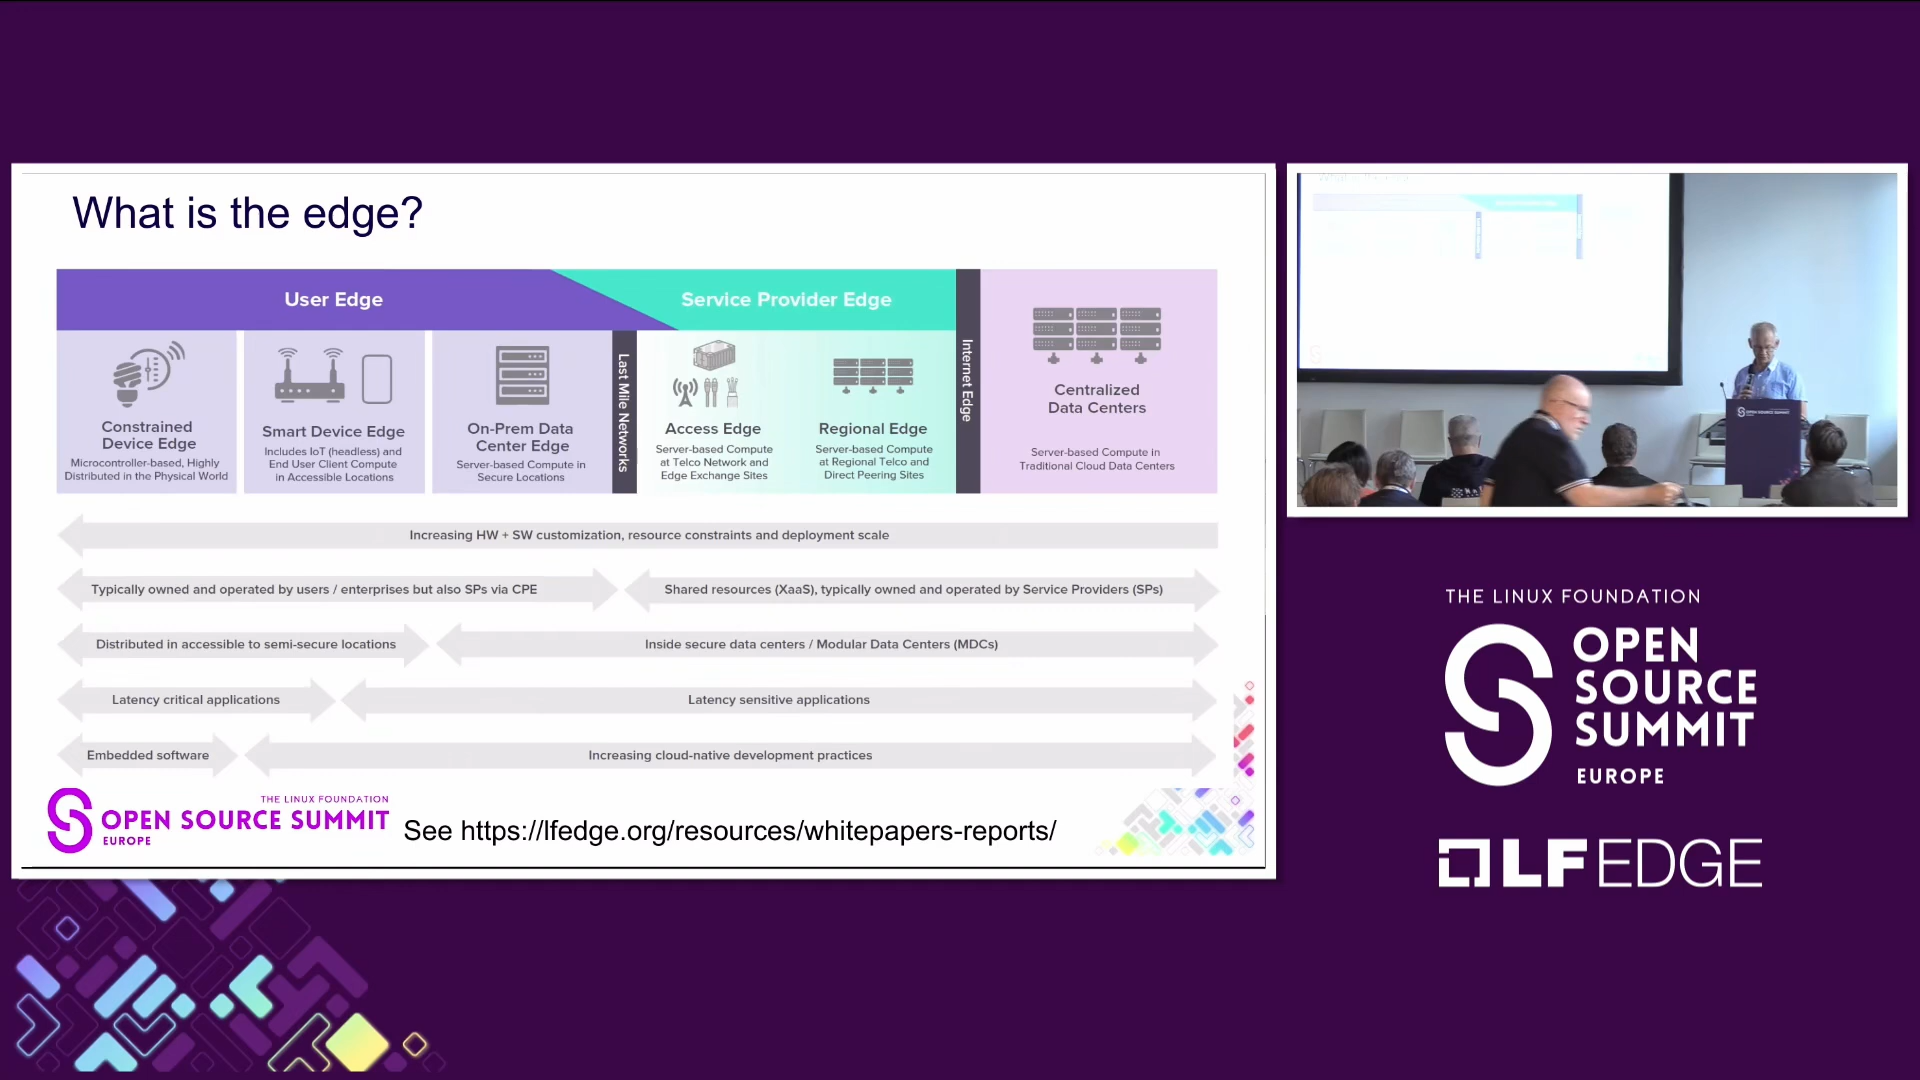 What is the edge?
User Edge
Service Provider Edge
Constrained
Device Edge
Microcontroller-based, Highly
Distributed in the Physical World
Smart Device Edge
Includes IoT (headless) and
End User Client Compute
in Accessible Locations
On-Prem Data
Center Edge
Server-based Compute in
Secure Locations
Last Mile Networks
Access Edge
Server-based Compute
at Telco Network and
Edge Exchange Sites
Regional Edge
Server-based Compute
at Regional Telco and
Direct Peering Sites
Internet Edge
Centralized
Data Centers
Server-based Compute in
Traditional Cloud Data Centers
Increasing HW + SW customization, resource constraints and deployment scale
Typically owned and operated by users / enterprises but also SPs via CPE
Shared resources (XaaS), typically owned and operated by Service Providers (SPs)
Distributed in accessible to semi-secure locations
Inside secure data centers / Modular Data Centers (MDCs)
Latency critical applications
Latency sensitive applications
Embedded software
Increasing cloud-native development practices
THE LINUX FOUNDATION
OPEN SOURCE SUMMIT
EUROPE
See https://lfedge.org/resources/whitepapers-reports/
THE LINUX FOUNDATION
OPEN
SOURCE
SUMMIT
EUROPE
LF EDGE